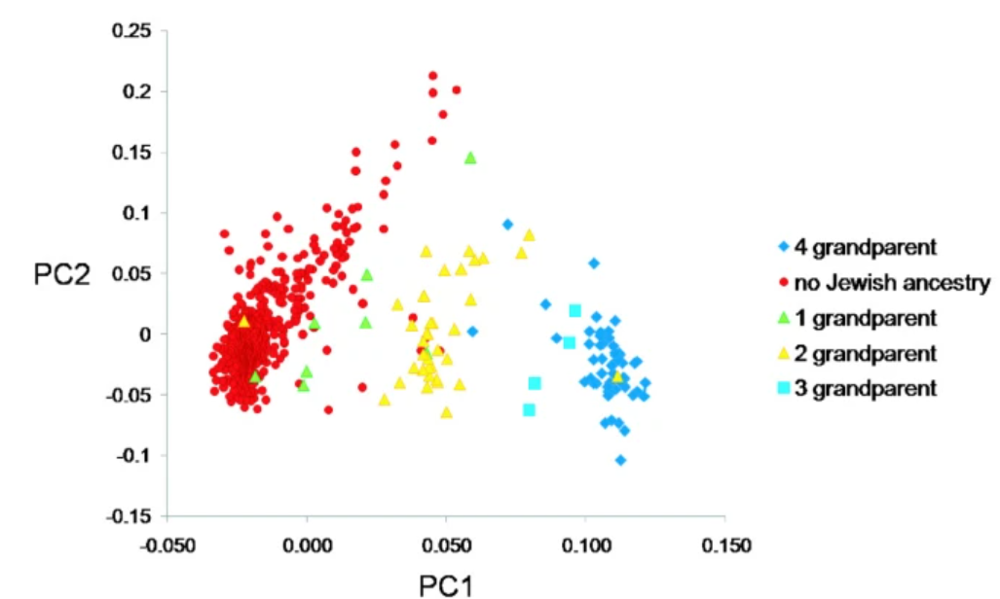 0.25
0.2
0.15
0.1
PC2
0.05
0
-0.05
-0.1
-0.15
-0.050
0.000
0.050
0.100
0.150
PC1
4 grandparent
no Jewish ancestry
1 grandparent
2 grandparent
3 grandparent